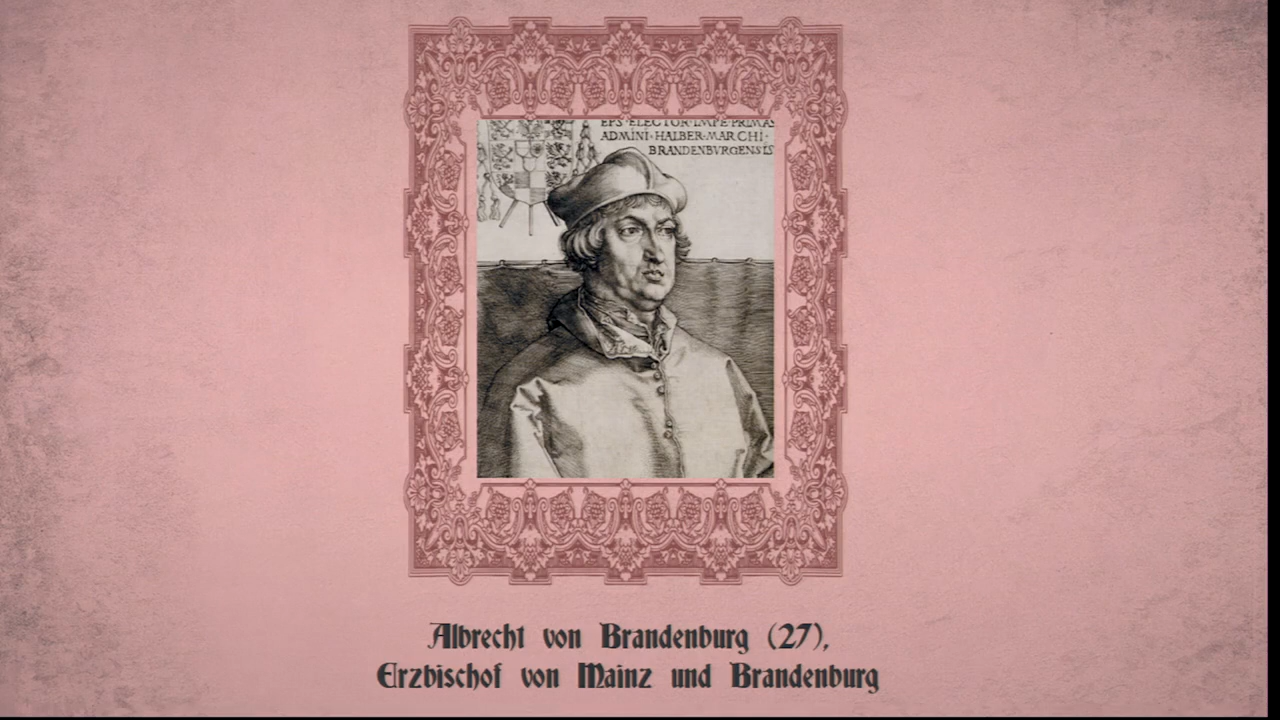 EPS·ELECTOR·IMPE·PRIMAS
ADMINI·HALBER·MARCHI·
BRANDENBVRGENSIS
Albrecht von Brandenburg (27),
Erzbischof von Mainz und Brandenburg